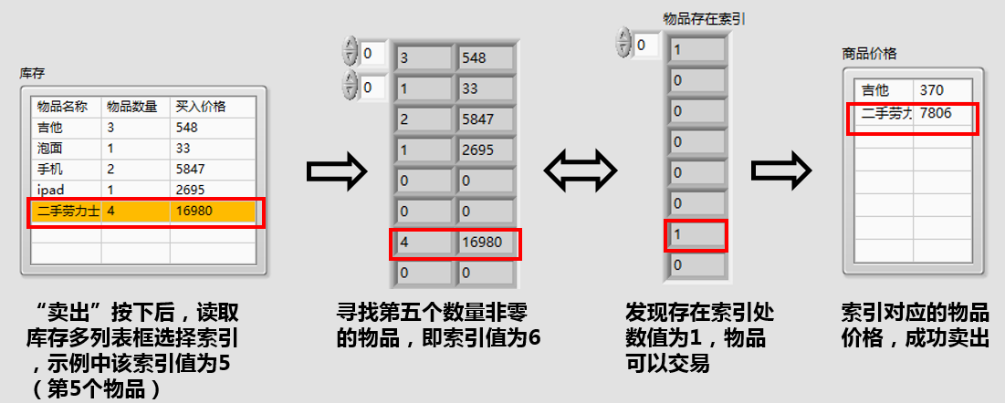 库存
物品名称 物品数量 买入价格
吉他 3 548
泡面 1 33
手机 2 5847
ipad 1 2695
二手劳力士 4 16980
0
0
3 548
1 33
2 5847
1 2695
0 0
0 0
4 16980
0 0
物品存在索引
0
1
0
0
0
0
0
1
0
商品价格
吉他 370
二手劳力 7806
“卖出”按下后，读取
库存多列表框选择索引
，示例中该索引值为5
（第5个物品）
寻找第五个数量非零
的物品，即索引值为6
发现存在索引处
数值为1，物品
可以交易
索引对应的物品
价格，成功卖出